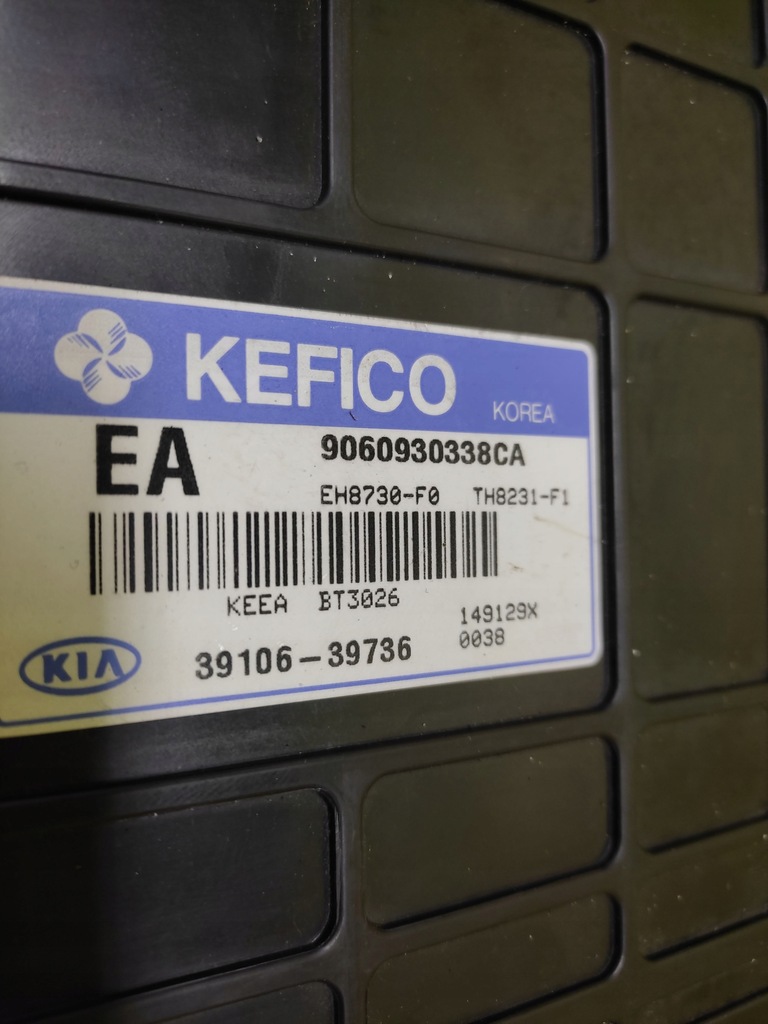 KEFICO KOREA
EA 9060930338CA
EH8730-F0 TH8231-F1
KEEA BT3026
149129X
KIA 39106-39736 0038